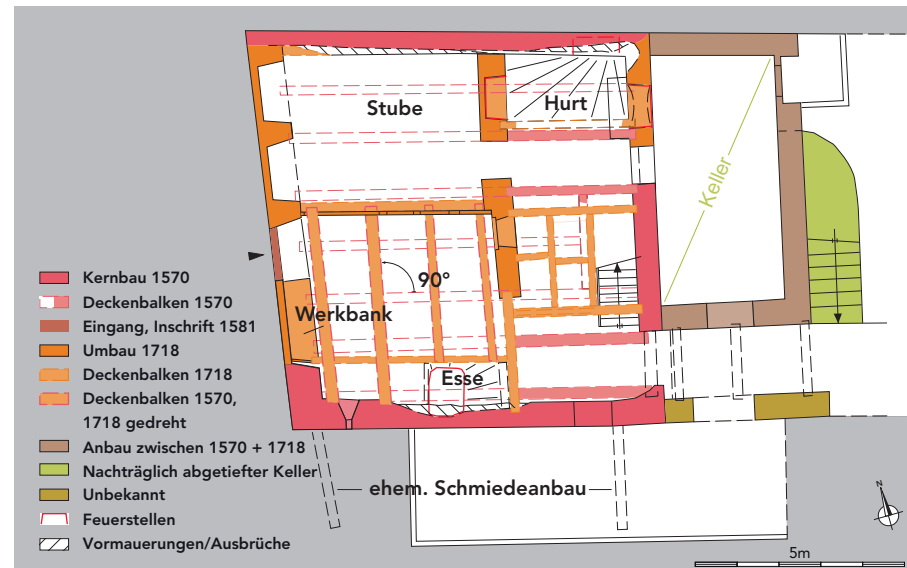 Stube
Hurt
Keller
90°
Werkbank
Esse
Kernbau 1570
Deckenbalken 1570
Eingang, Inschrift 1581
Umbau 1718
Deckenbalken 1718
Deckenbalken 1570,
1718 gedreht
Anbau zwischen 1570 + 1718
Nachträglich abgetiefter Keller
Unbekannt
Feuerstellen
Vormauerungen/Ausbrüche
ehem. Schmiedeanbau
N
5m